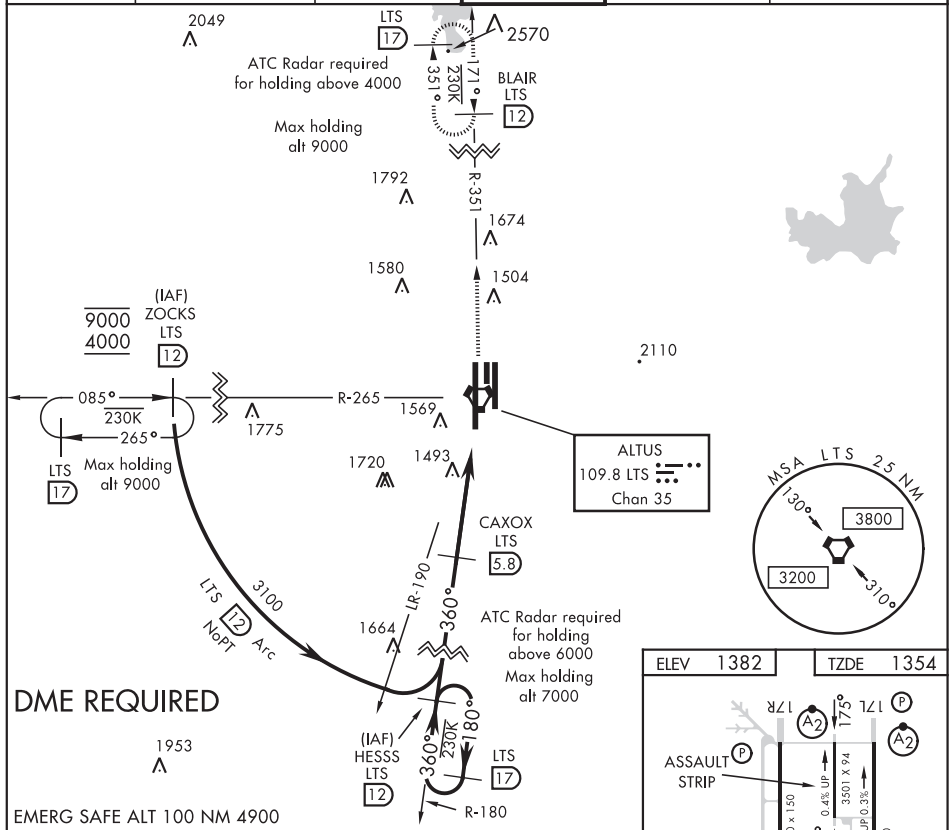 2049
LTS
17
2570
ATC Radar required
for holding above 4000
351°
230K
171°
BLAIR
LTS
12
Max holding
alt 9000
R-351
1792
1674
1580
1504
9000
4000
(IAF)
ZOCKS
LTS
12
2110
085°
230K
265°
R-265
1775
1569
LTS
17
Max holding
alt 9000
1720
1493
ALTUS
109.8 LTS
Chan 35
MSA LTS 25 NM
130°
3800
3200
310°
CAXOX
LTS
5.8
LR-190
360°
3100
LTS 12 Arc
NoPT
1664
ATC Radar required
for holding
above 6000
Max holding
alt 7000
DME REQUIRED
1953
(IAF)
HESSS
LTS
12
360°
230K
180°
LTS
17
R-180
EMERG SAFE ALT 100 NM 4900
ELEV 1382
TZDE 1354
17R
A2
175°
17L
P
A2
ASSAULT
STRIP
P
0.4% UP
3501 X 94
UP 0.3%
0 x 150